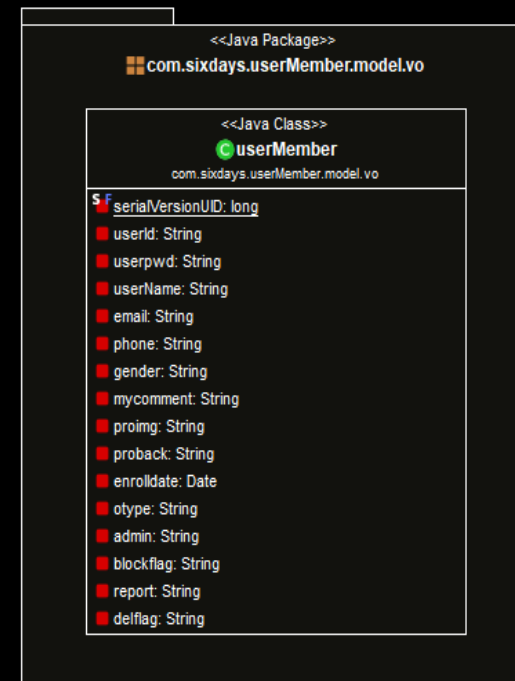 <<Java Package>>
com.sixdays.userMember.model.vo
<<Java Class>>
C userMember
com.sixdays.userMember.model.vo
S F serialVersionUID: long
userId: String
userpwd: String
userName: String
email: String
phone: String
gender: String
mycomment: String
proimg: String
proback: String
enrolldate: Date
otype: String
admin: String
blockflag: String
report: String
delflag: String